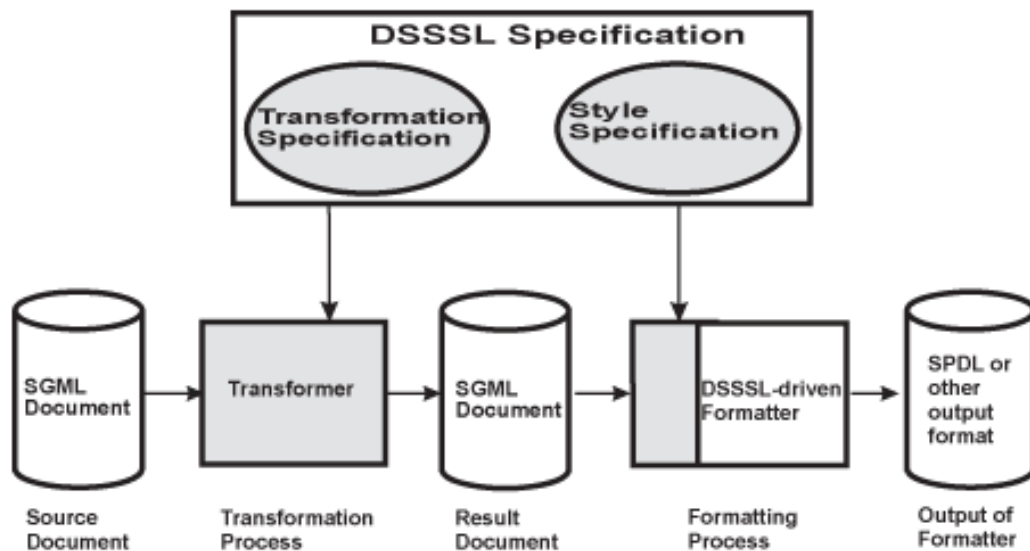 DSSSL Specification
Transformation
Specification
Style
Specification
SGML
Document
Transformer
SGML
Document
DSSSL-driven
Formatter
SPDL or
other
output
format
Source
Document
Transformation
Process
Result
Document
Formatting
Process
Output of
Formatter